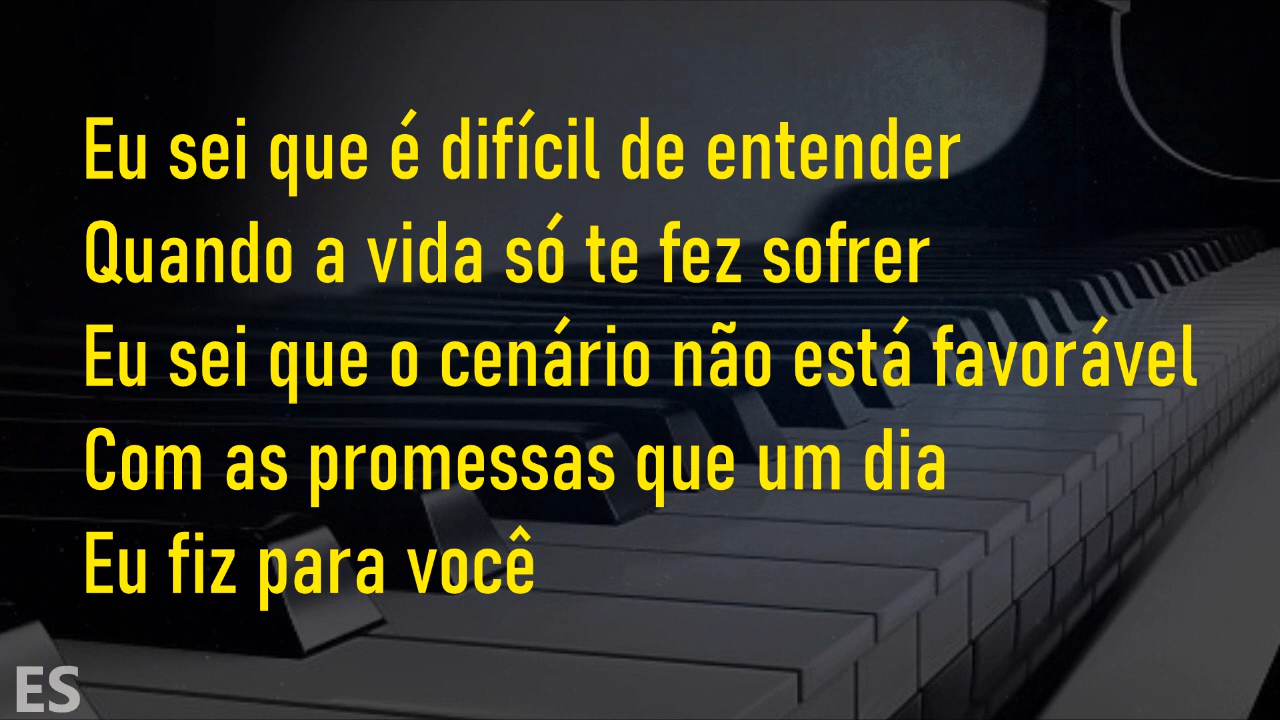 Eu sei que é difícil de entender
Quando a vida só te fez sofrer
Eu sei que o cenário não está favorável
Com as promessas que um dia
Eu fiz para você
ES